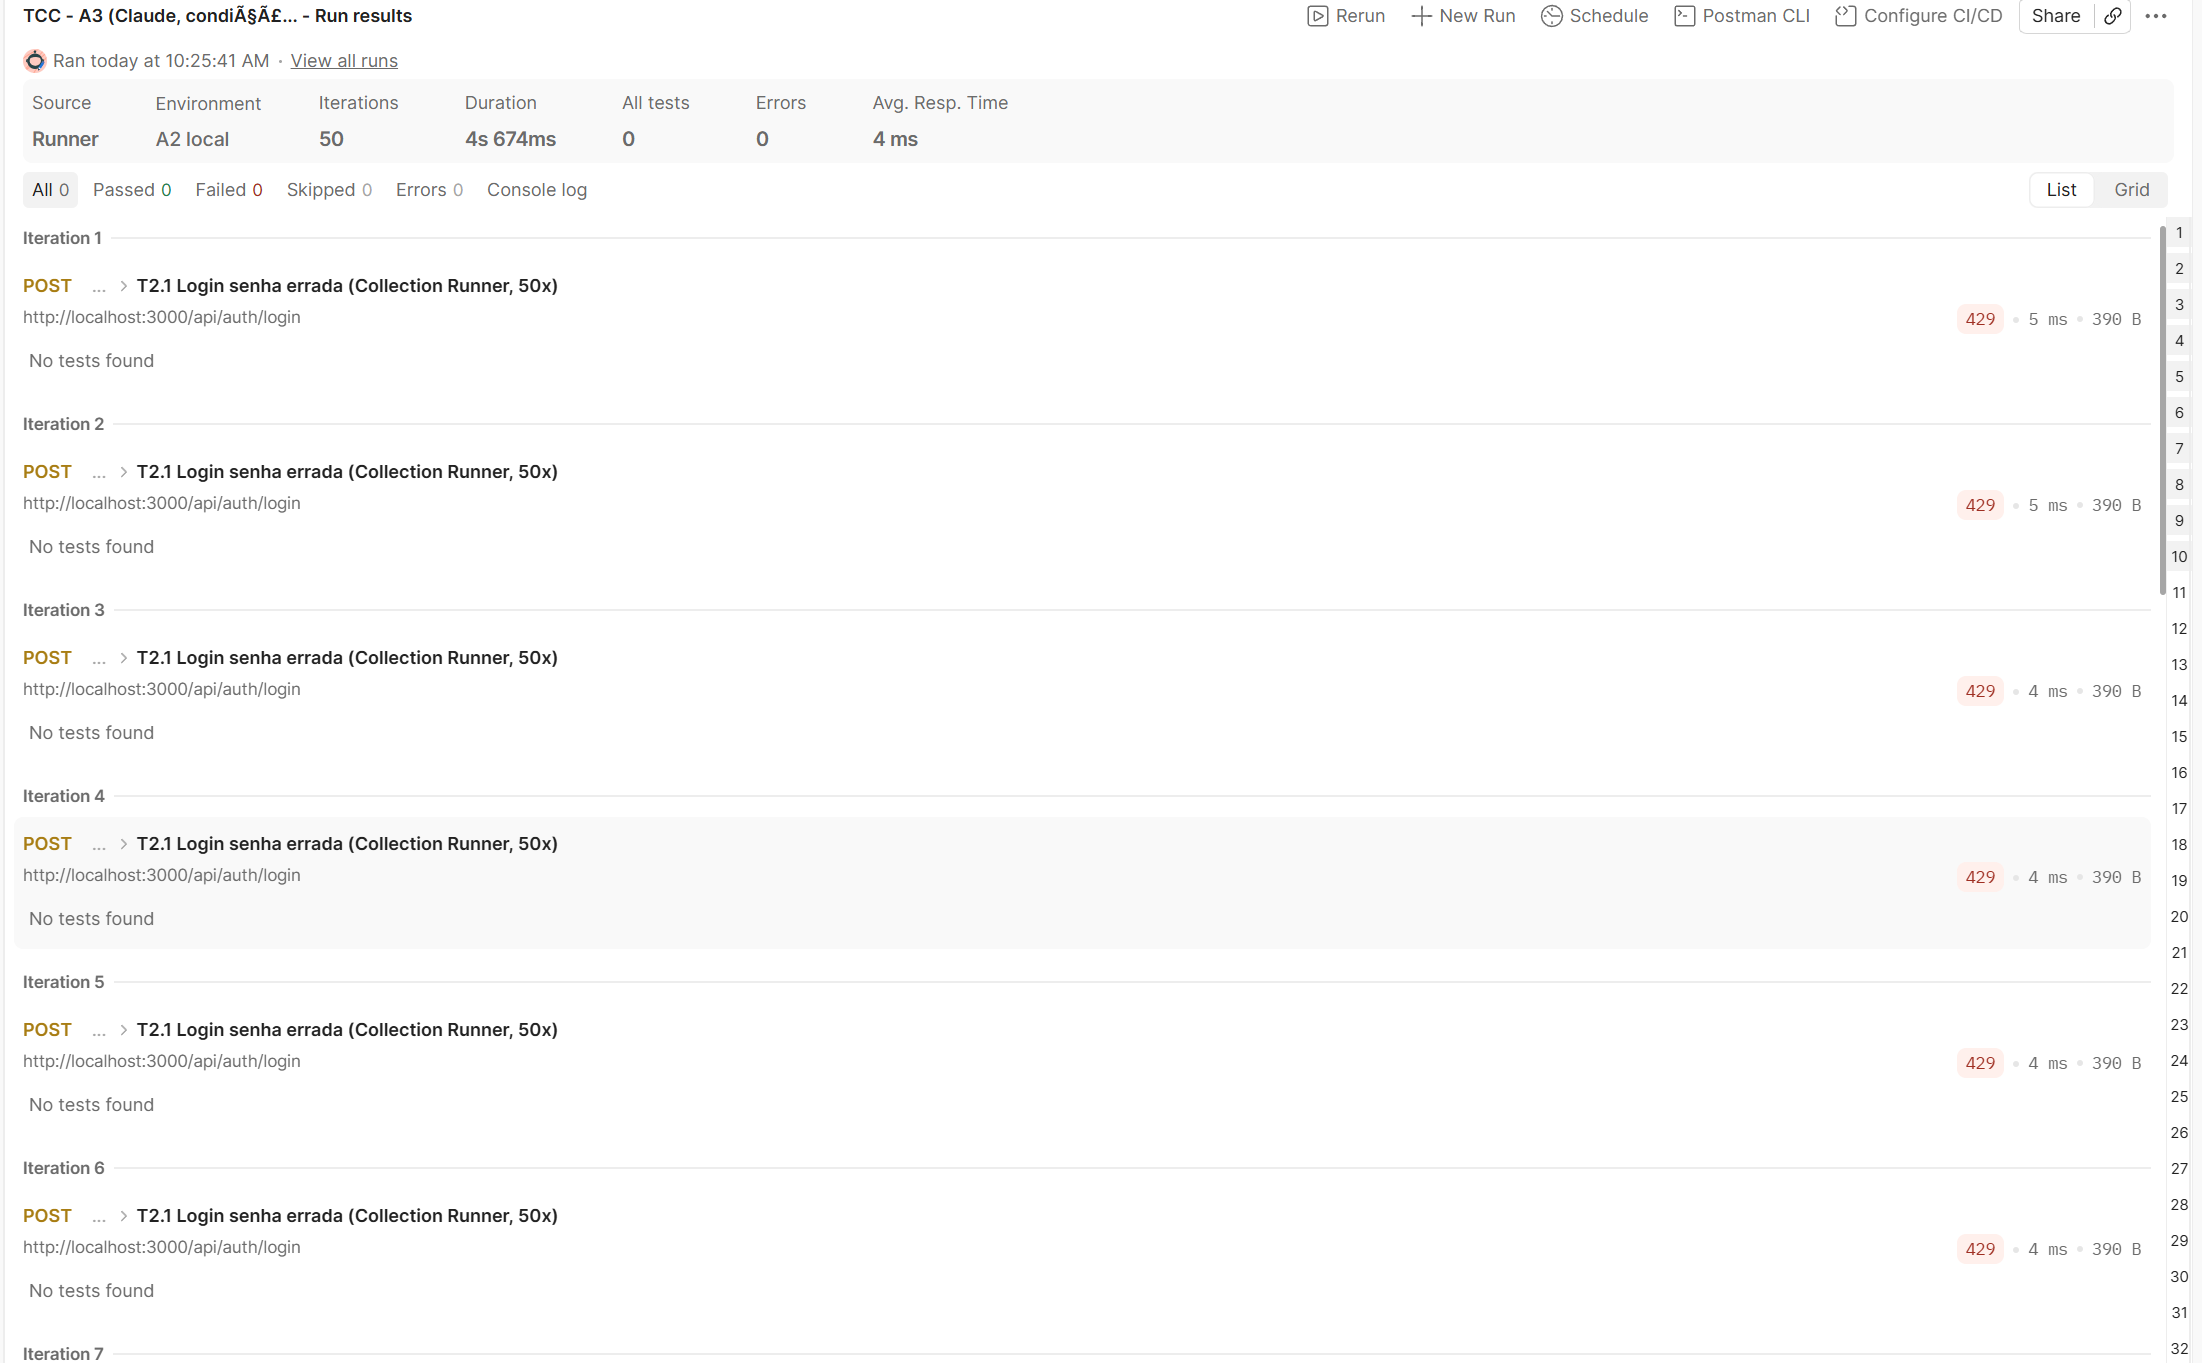 TCC - A3 (Claude, condiÃ§Ã£... - Run results
Rerun New Run Schedule Postman CLI Configure CI/CD Share
Ran today at 10:25:41 AM · View all runs
Source Environment Iterations Duration All tests Errors Avg. Resp. Time
Runner A2 local 50 4s 674ms 0 0 4 ms
All 0 Passed 0 Failed 0 Skipped 0 Errors 0 Console log List Grid
Iteration 1
POST ... > T2.1 Login senha errada (Collection Runner, 50x)
http://localhost:3000/api/auth/login
429 • 5 ms • 390 B
No tests found
Iteration 2
POST ... > T2.1 Login senha errada (Collection Runner, 50x)
http://localhost:3000/api/auth/login
429 • 5 ms • 390 B
No tests found
Iteration 3
POST ... > T2.1 Login senha errada (Collection Runner, 50x)
http://localhost:3000/api/auth/login
429 • 4 ms • 390 B
No tests found
Iteration 4
POST ... > T2.1 Login senha errada (Collection Runner, 50x)
http://localhost:3000/api/auth/login
429 • 4 ms • 390 B
No tests found
Iteration 5
POST ... > T2.1 Login senha errada (Collection Runner, 50x)
http://localhost:3000/api/auth/login
429 • 4 ms • 390 B
No tests found
Iteration 6
POST ... > T2.1 Login senha errada (Collection Runner, 50x)
http://localhost:3000/api/auth/login
429 • 4 ms • 390 B
No tests found
Iteration 7
1
2
3
4
5
6
7
8
9
10
11
12
13
14
15
16
17
18
19
20
21
22
23
24
25
26
27
28
29
30
31
32